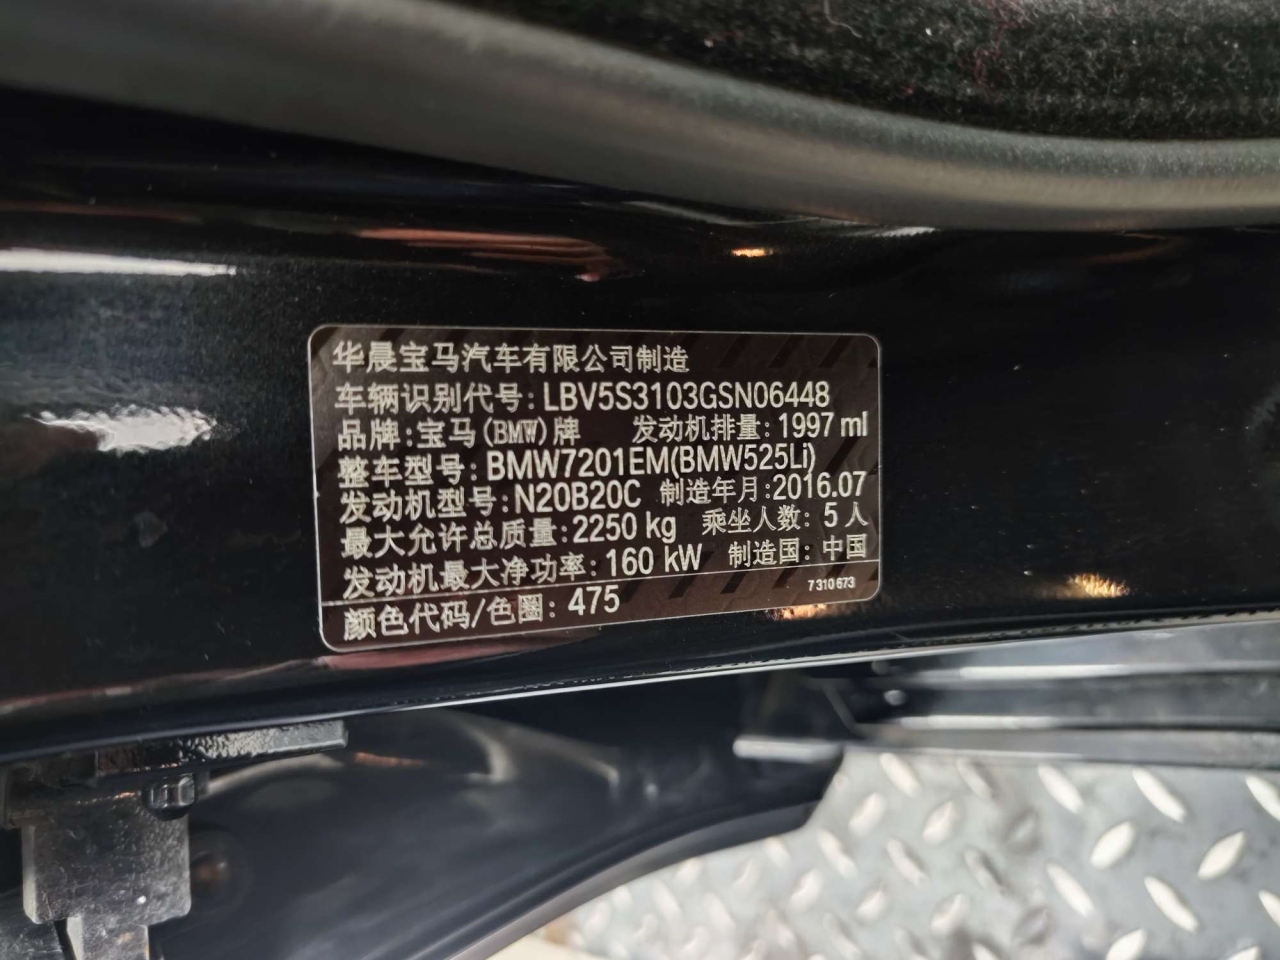 华晨宝马汽车有限公司制造
车辆识别代号: LBV5S3103GSN06448
品牌: 宝马(BMW)牌 发动机排量: 1997 ml
整车型号: BMW7201EM(BMW525Li)
发动机型号: N20B20C 制造年月: 2016.07
最大允许总质量: 2250 kg 乘坐人数: 5 人
发动机最大净功率: 160 kW 制造国: 中国
7 310 673
颜色代码/色圈: 475